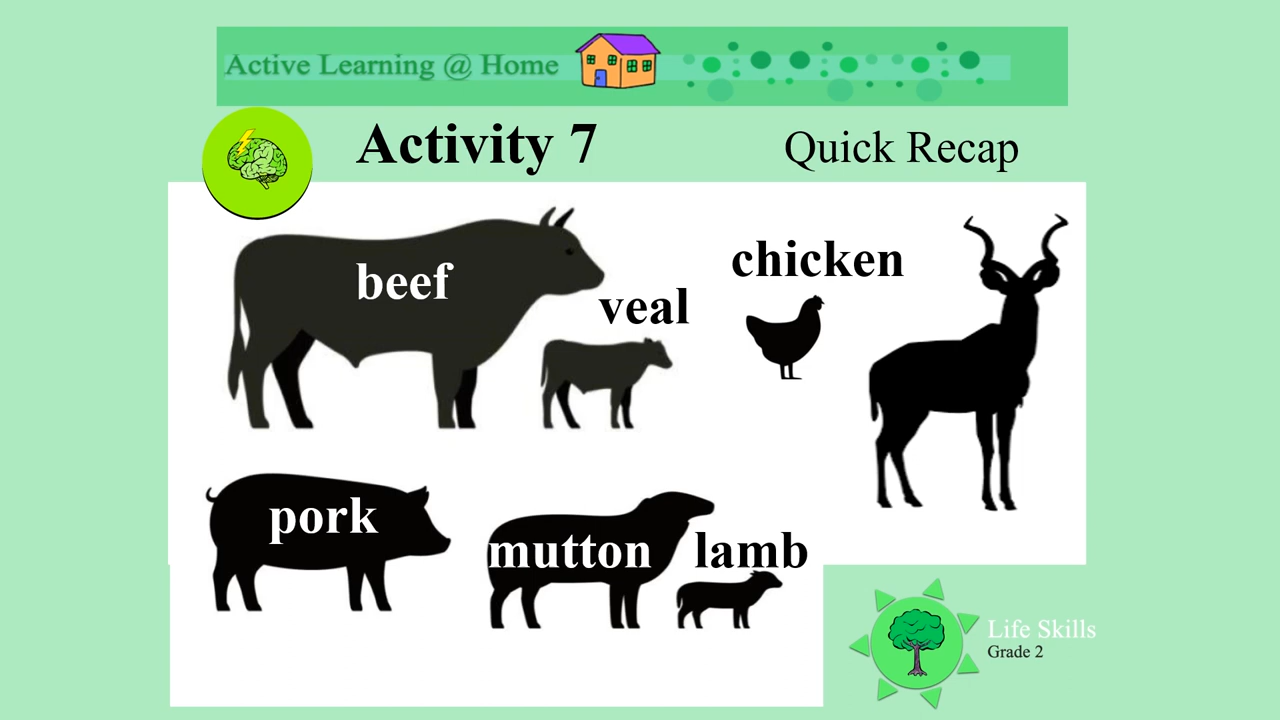 Active Learning @ Home
Activity 7
Quick Recap
beef
veal
chicken
pork
mutton
lamb
Life Skills
Grade 2